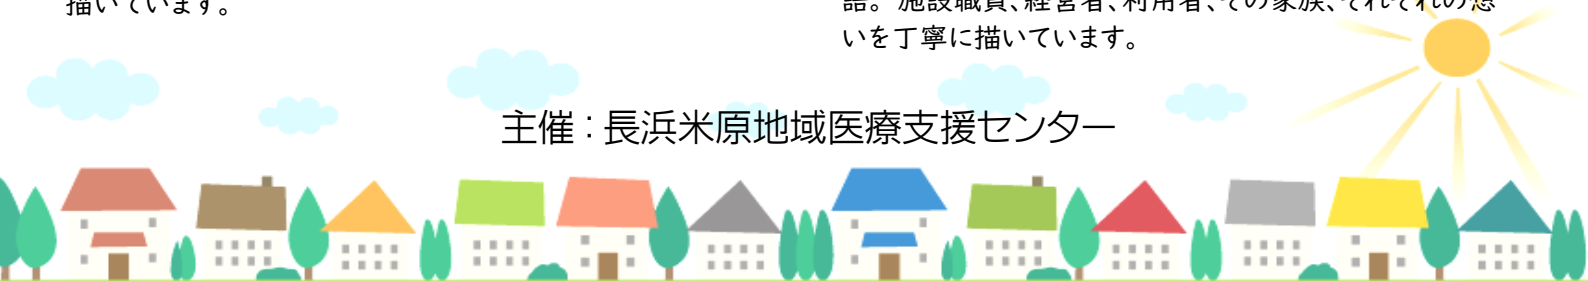 描いています。
語。施設職員、経営者、利用者、その家族、それぞれの想
いを丁寧に描いています。
主催：長浜米原地域医療支援センター